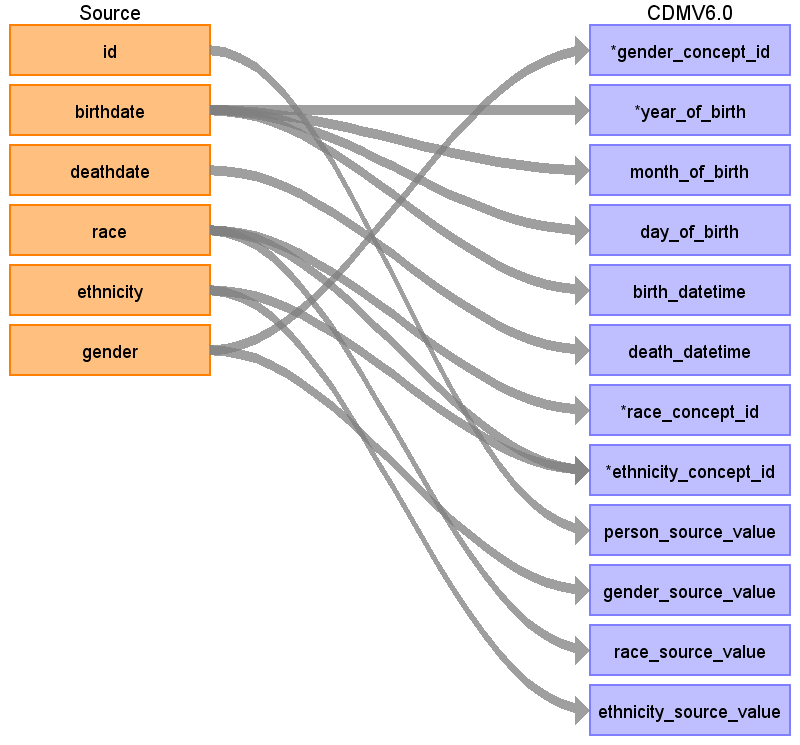 Source
CDMV6.0
id
*gender_concept_id
birthdate
*year_of_birth
deathdate
month_of_birth
race
day_of_birth
ethnicity
birth_datetime
gender
death_datetime
*race_concept_id
*ethnicity_concept_id
person_source_value
gender_source_value
race_source_value
ethnicity_source_value